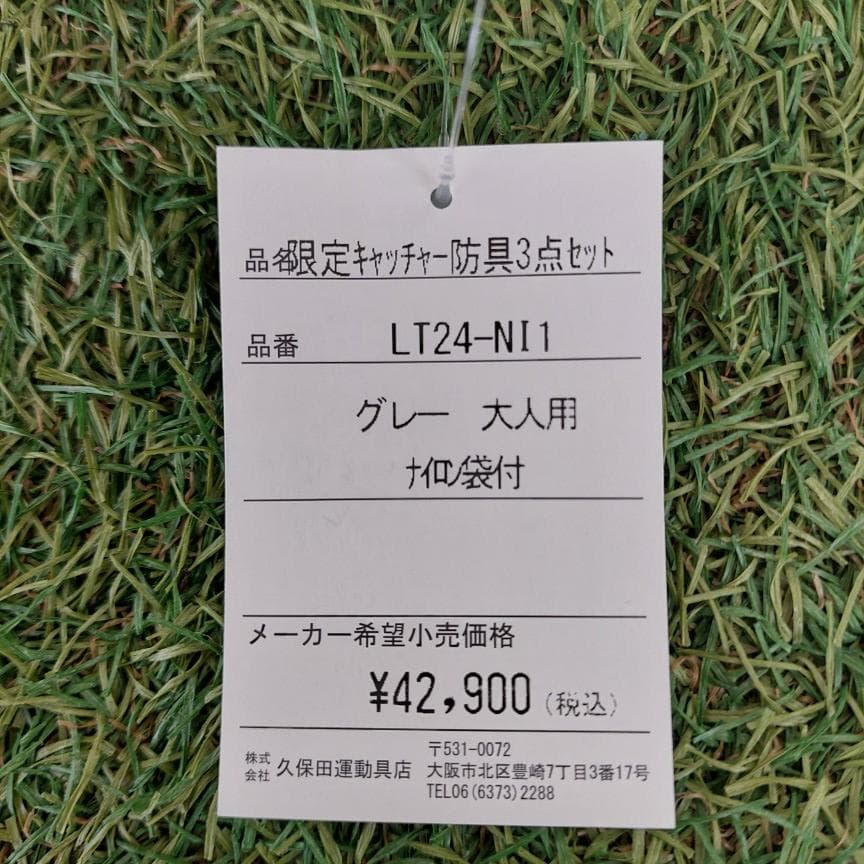 品名限定キャッチャー防具3点セット
品番 LT24-NI1
グレー 大人用
ナイロン袋付
メーカー希望小売価格
¥42,900(税込)
株式会社 久保田運動具店
〒531-0072
大阪市北区豊崎7丁目3番17号
TEL06(6373)2288